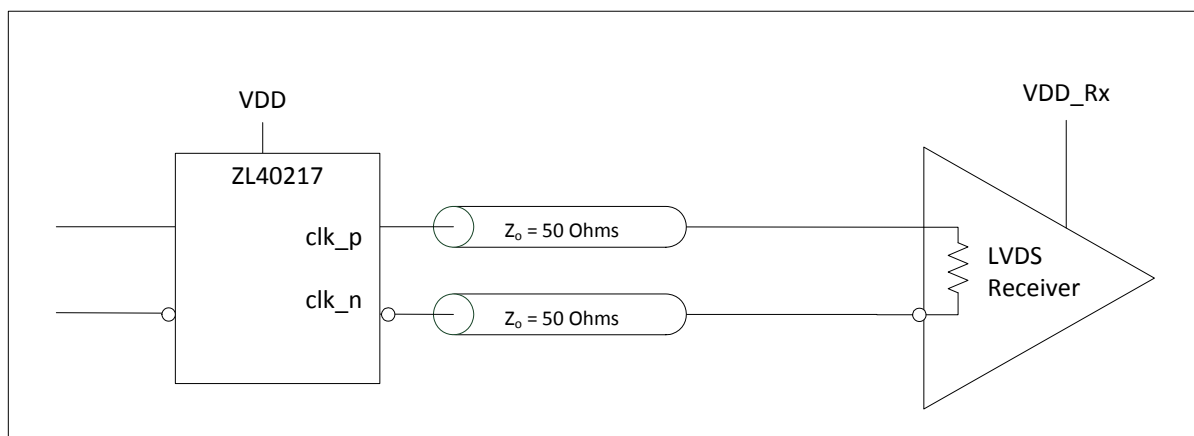 VDD
VDD_Rx
ZL40217
clk_p
Zₒ = 50 Ohms
LVDS
Receiver
clk_n
Zₒ = 50 Ohms